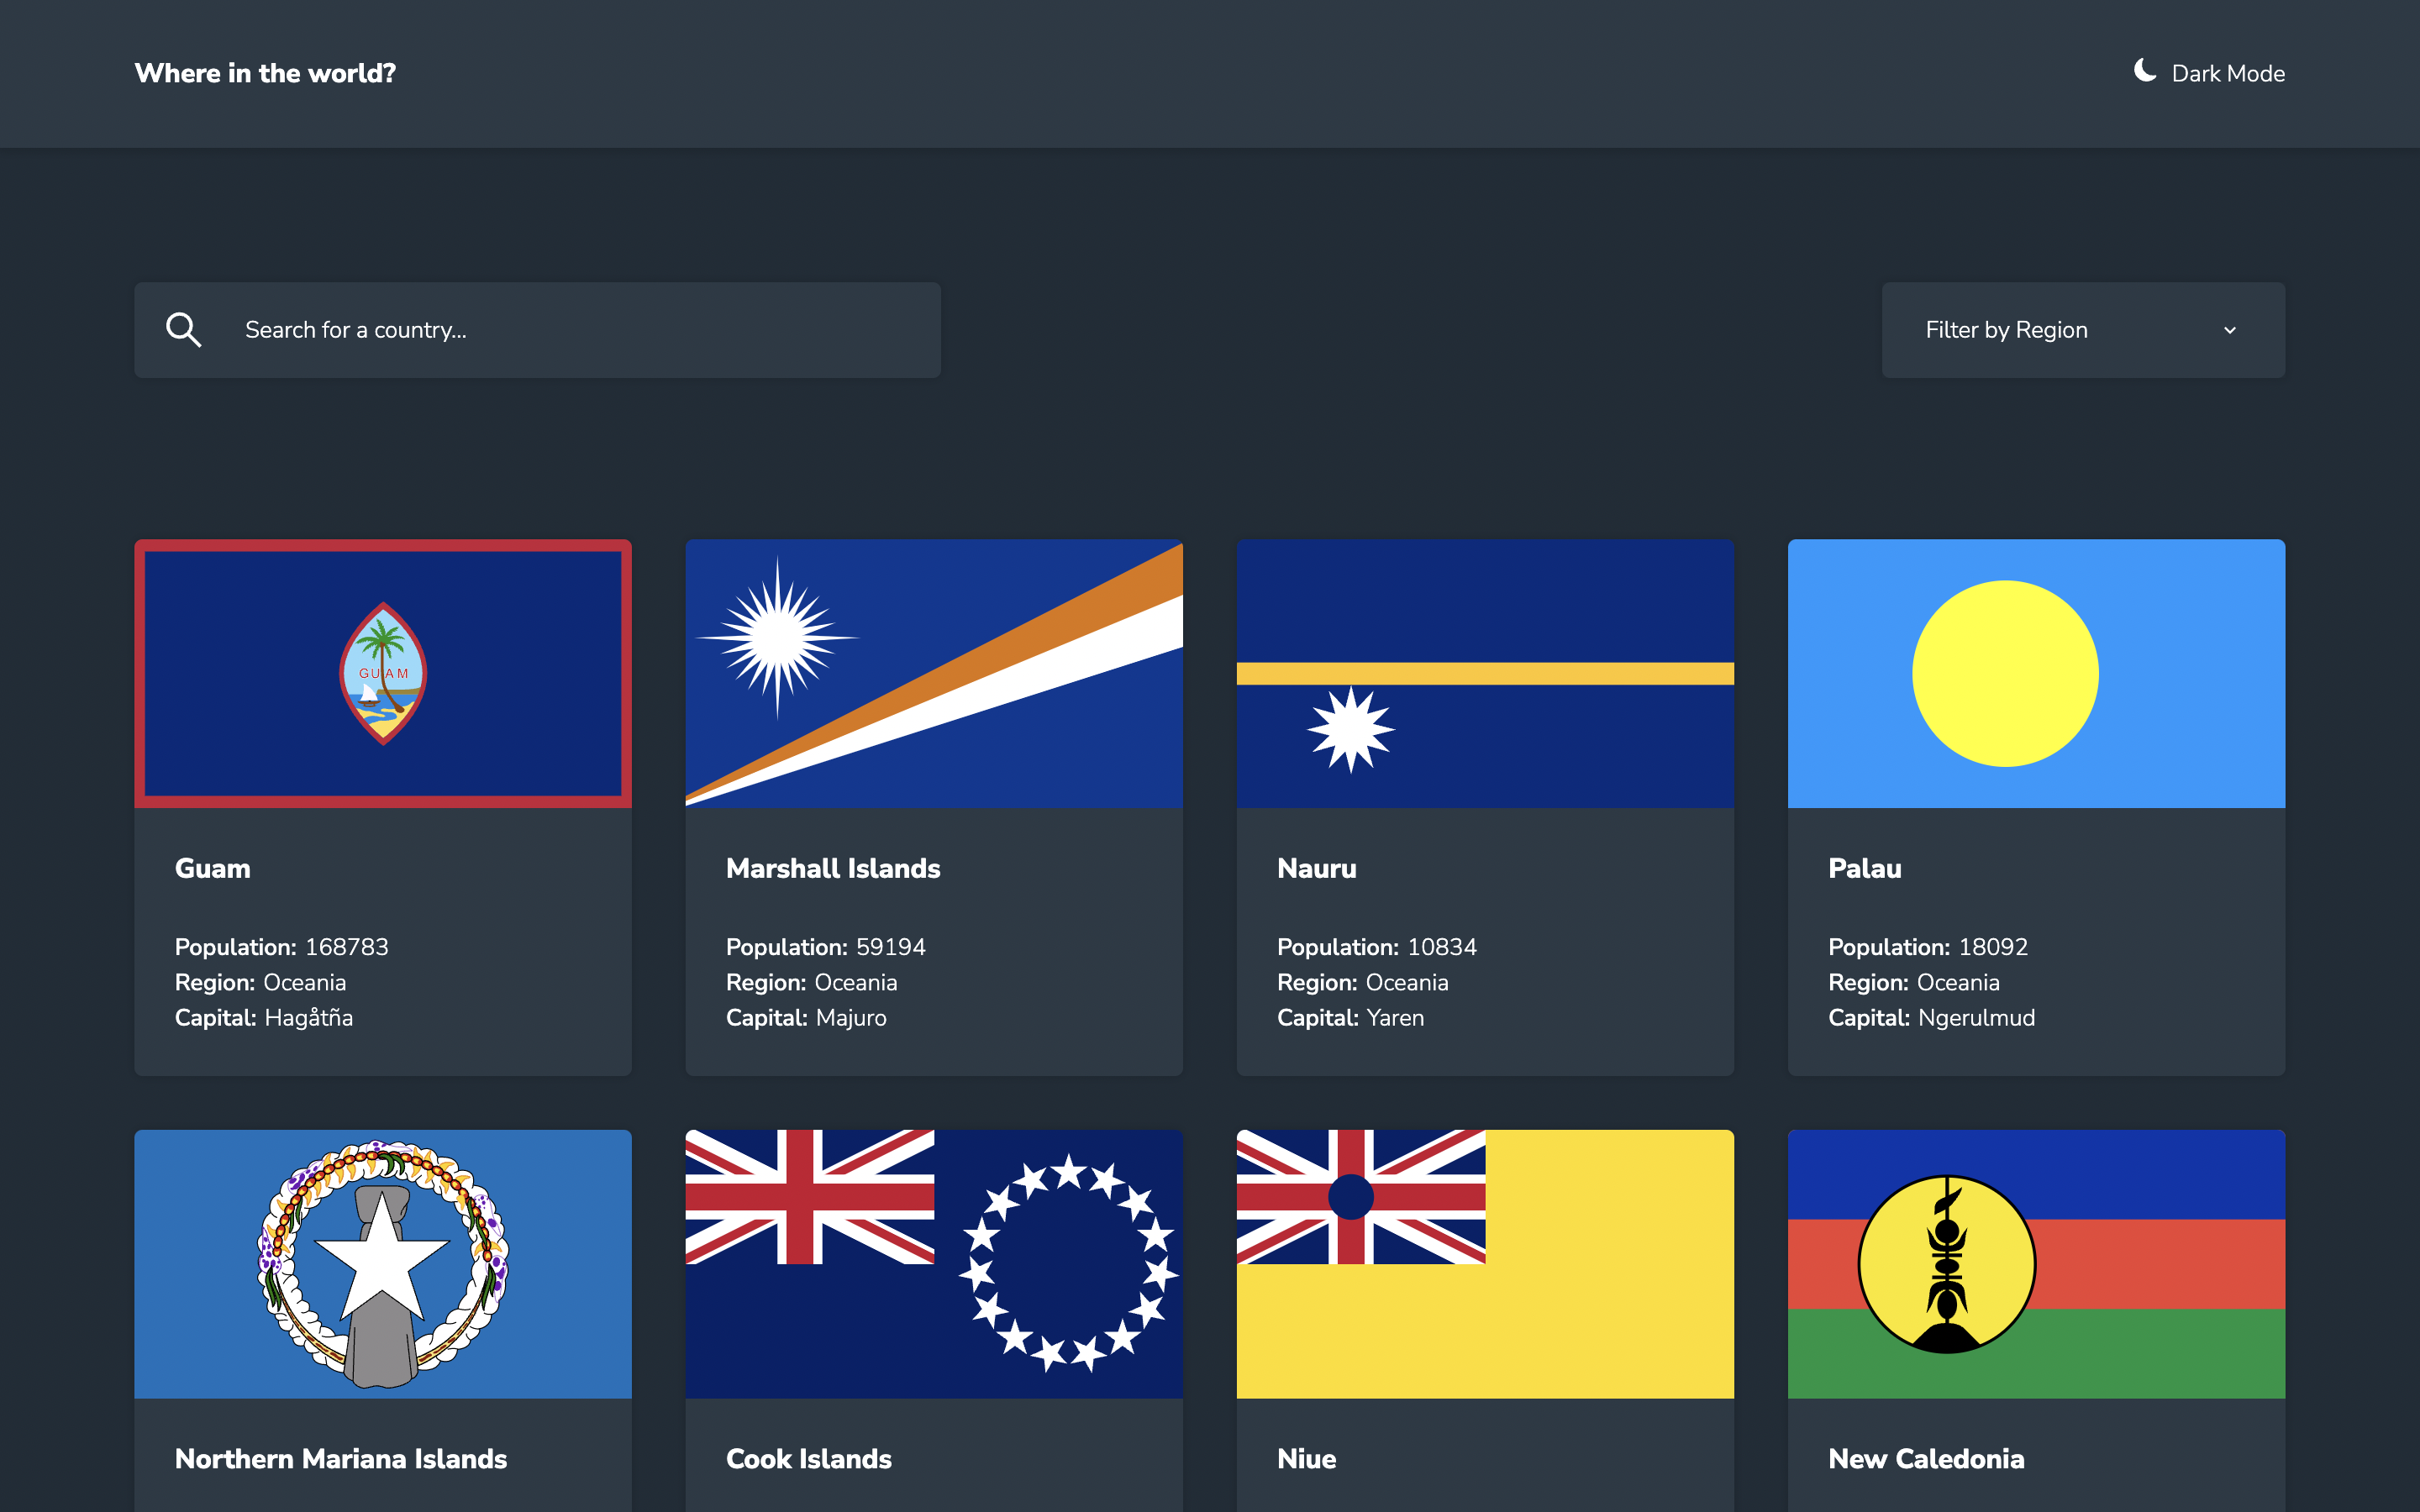 Where in the world?
Dark Mode
Search for a country...
Filter by Region
GUAM
Guam
Population: 168783
Region: Oceania
Capital: Hagåtña
Marshall Islands
Population: 59194
Region: Oceania
Capital: Majuro
Nauru
Population: 10834
Region: Oceania
Capital: Yaren
Palau
Population: 18092
Region: Oceania
Capital: Ngerulmud
Northern Mariana Islands
Cook Islands
Niue
New Caledonia